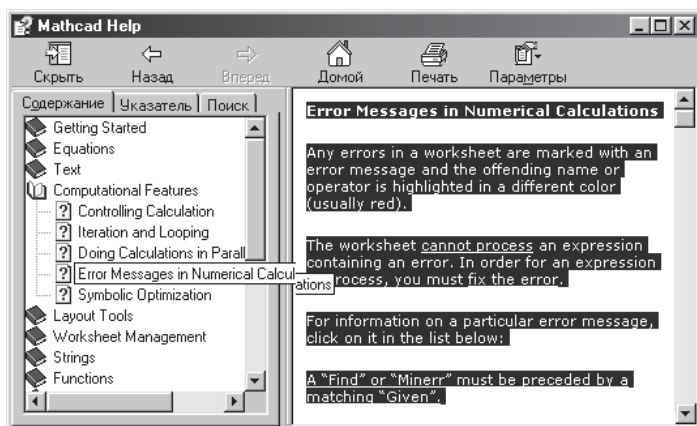 Mathcad Help
Скрыть Назад Вперед Домой Печать Параметры
Содержание Указатель Поиск
Getting Started
Equations
Text
Computational Features
Controlling Calculation
Iteration and Looping
Doing Calculations in Parall
Error Messages in Numerical Calcul
ations
Symbolic Optimization
Layout Tools
Worksheet Management
Strings
Functions
Error Messages in Numerical Calculations
Any errors in a worksheet are marked with an
error message and the offending name or
operator is highlighted in a different color
(usually red).
The worksheet cannot process an expression
containing an error. In order for an expression
process, you must fix the error.
For information on a particular error message,
click on it in the list below:
A "Find" or "Minerr" must be preceded by a
matching "Given".